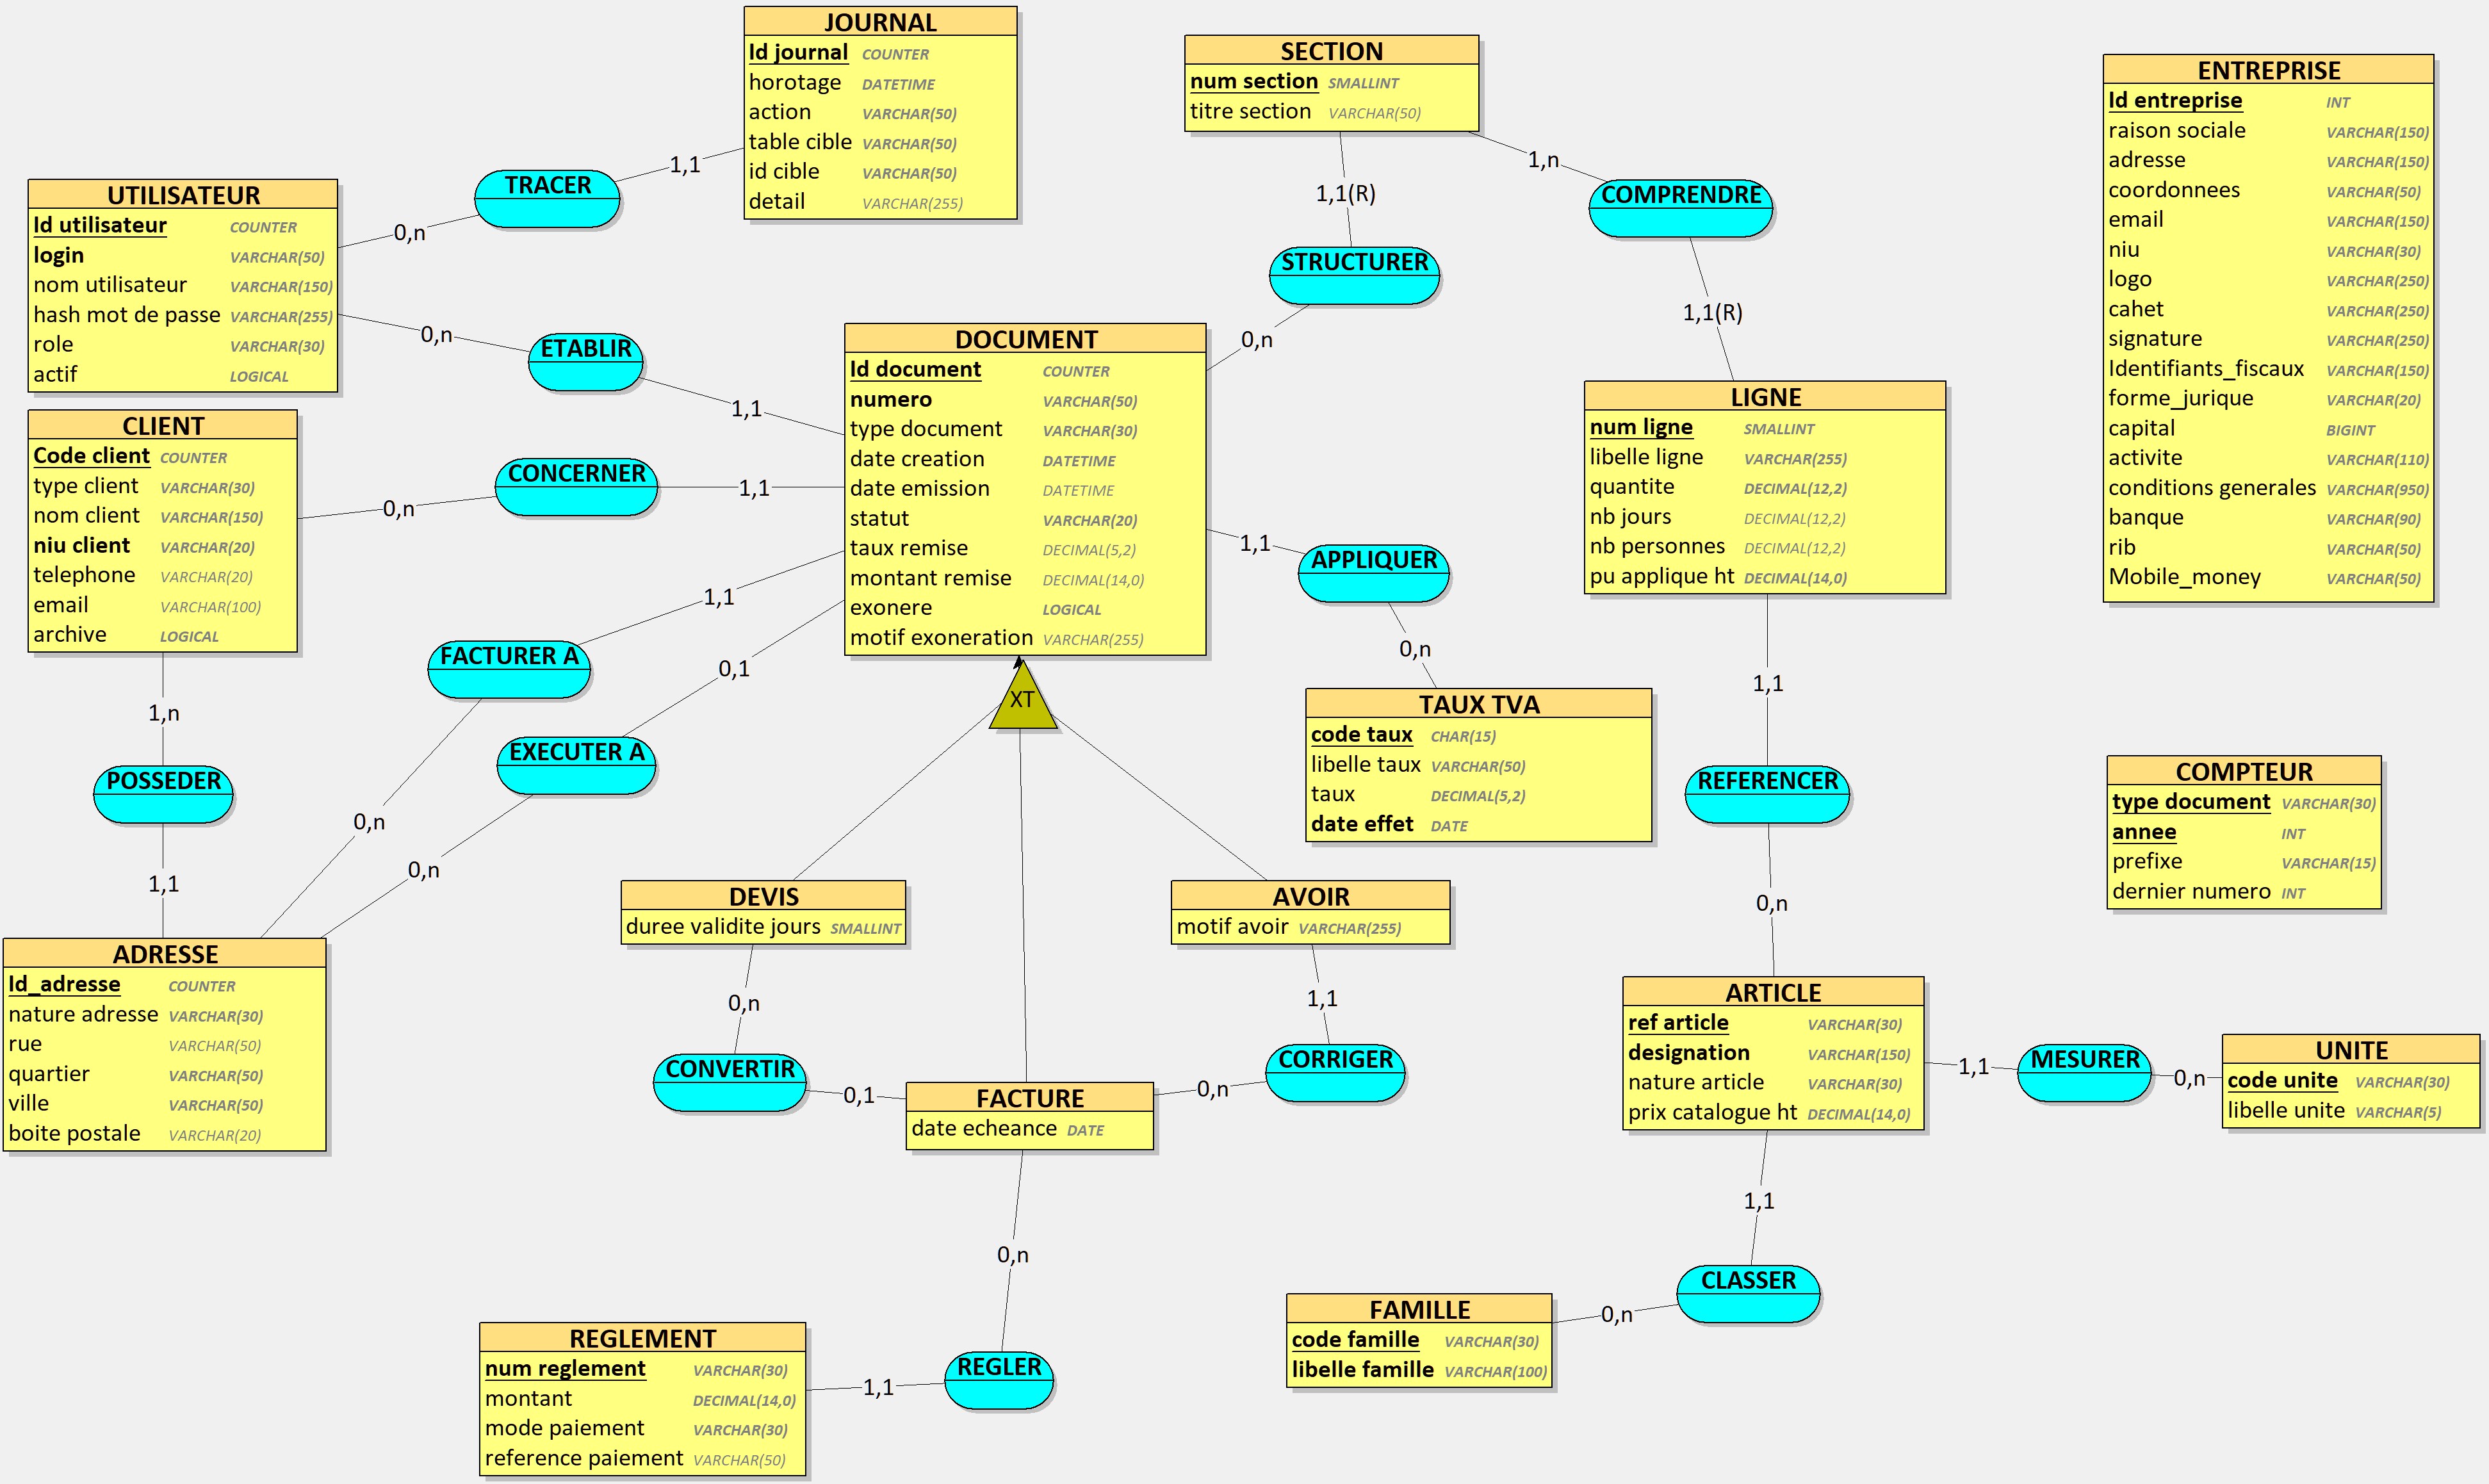 JOURNAL
Id journal COUNTER
horotage DATETIME
action VARCHAR(50)
table cible VARCHAR(50)
id cible VARCHAR(50)
detail VARCHAR(255)
SECTION
num section SMALLINT
titre section VARCHAR(50)
ENTREPRISE
Id entreprise INT
raison sociale VARCHAR(150)
adresse VARCHAR(150)
coordonnees VARCHAR(50)
email VARCHAR(150)
niu VARCHAR(30)
logo VARCHAR(250)
cahet VARCHAR(250)
signature VARCHAR(250)
Identifiants_fiscaux VARCHAR(150)
forme_jurique VARCHAR(20)
capital BIGINT
activite VARCHAR(110)
conditions generales VARCHAR(950)
banque VARCHAR(90)
rib VARCHAR(50)
Mobile_money VARCHAR(50)
UTILISATEUR
Id utilisateur COUNTER
login VARCHAR(50)
nom utilisateur VARCHAR(150)
hash mot de passe VARCHAR(255)
role VARCHAR(30)
actif LOGICAL
0,n
TRACER
1,1
1,1(R)
STRUCTURER
0,n
1,n
COMPRENDRE
1,1(R)
0,n
ETABLIR
1,1
DOCUMENT
Id document COUNTER
numero VARCHAR(50)
type document VARCHAR(30)
date creation DATETIME
date emission DATETIME
statut VARCHAR(20)
taux remise DECIMAL(5,2)
montant remise DECIMAL(14,0)
exonere LOGICAL
motif exoneration VARCHAR(255)
LIGNE
num ligne SMALLINT
libelle ligne VARCHAR(255)
quantite DECIMAL(12,2)
nb jours DECIMAL(12,2)
nb personnes DECIMAL(12,2)
pu applique ht DECIMAL(14,0)
CLIENT
Code client COUNTER
type client VARCHAR(30)
nom client VARCHAR(150)
niu client VARCHAR(20)
telephone VARCHAR(20)
email VARCHAR(100)
archive LOGICAL
0,n
CONCERNER
1,1
1,1
APPLIQUER
0,n
1,1
FACTURER A
0,n
0,1
EXECUTER A
0,n
XT
TAUX TVA
code taux CHAR(15)
libelle taux VARCHAR(50)
taux DECIMAL(5,2)
date effet DATE
1,1
REFERENCER
0,n
COMPTEUR
type document VARCHAR(30)
annee INT
prefixe VARCHAR(15)
dernier numero INT
1,n
POSSEDER
1,1
ADRESSE
Id_adresse COUNTER
nature adresse VARCHAR(30)
rue VARCHAR(50)
quartier VARCHAR(50)
ville VARCHAR(50)
boite postale VARCHAR(20)
DEVIS
duree validite jours SMALLINT
AVOIR
motif avoir VARCHAR(255)
0,n
CONVERTIR
0,1
1,1
CORRIGER
0,n
FACTURE
date echeance DATE
ARTICLE
ref article VARCHAR(30)
designation VARCHAR(150)
nature article VARCHAR(30)
prix catalogue ht DECIMAL(14,0)
1,1
MESURER
0,n
UNITE
code unite VARCHAR(30)
libelle unite VARCHAR(5)
1,1
CLASSER
0,n
FAMILLE
code famille VARCHAR(30)
libelle famille VARCHAR(100)
0,n
REGLER
1,1
REGLEMENT
num reglement VARCHAR(30)
montant DECIMAL(14,0)
mode paiement VARCHAR(30)
reference paiement VARCHAR(50)